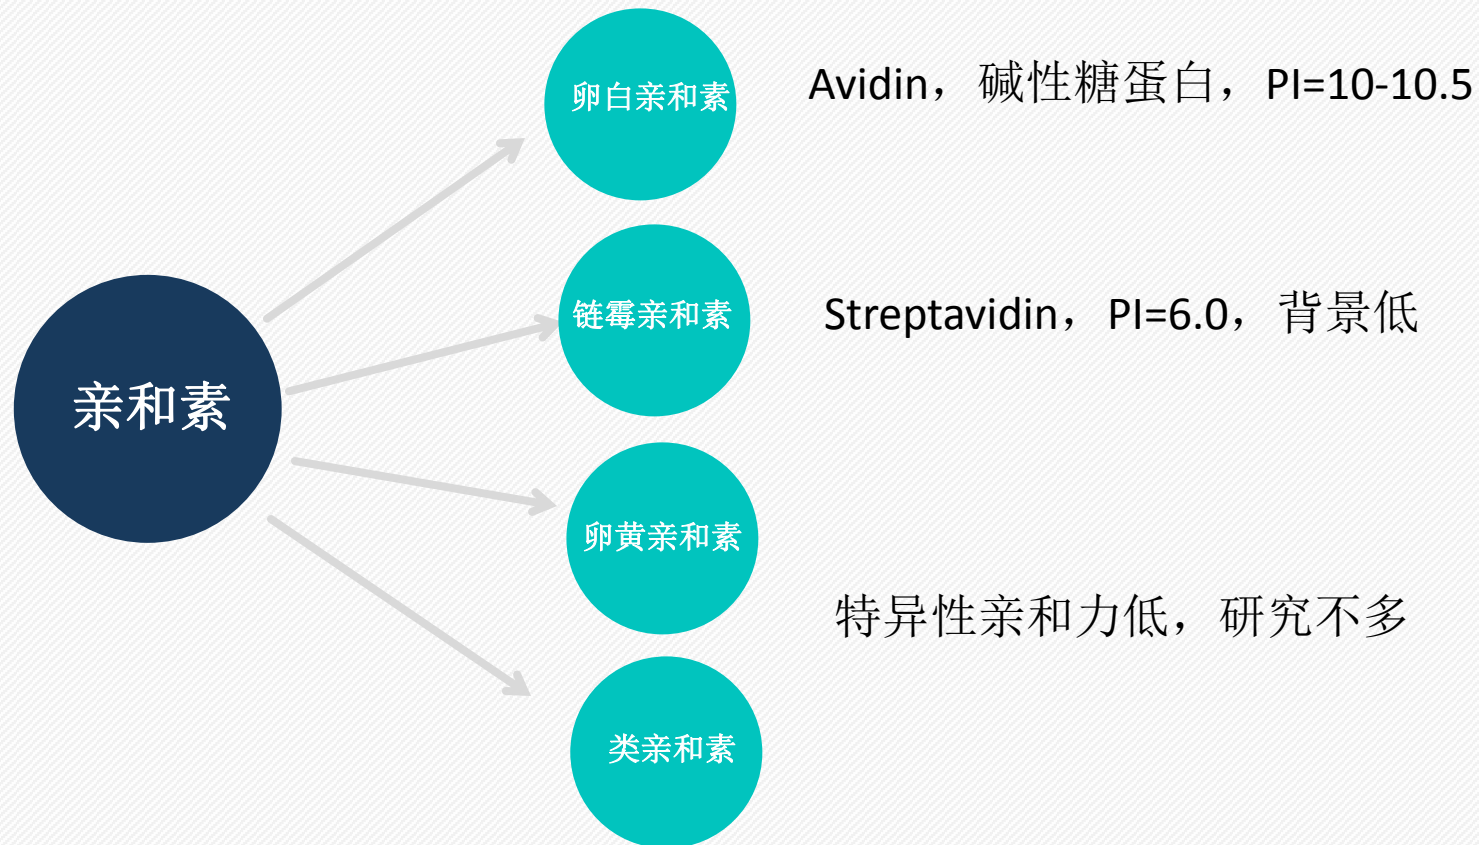 卵白亲和素
Avidin，碱性糖蛋白，PI=10-10.5
链霉亲和素
Streptavidin，PI=6.0，背景低
亲和素
卵黄亲和素
特异性亲和力低，研究不多
类亲和素